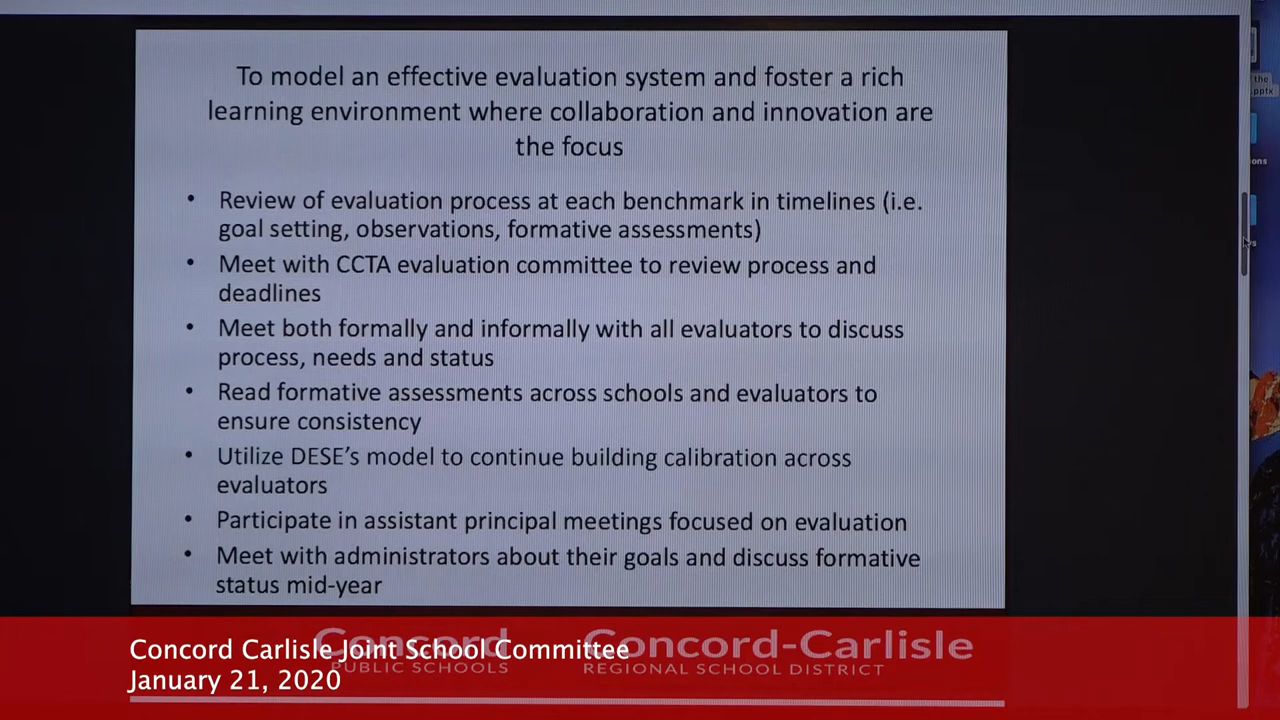 To model an effective evaluation system and foster a rich
learning environment where collaboration and innovation are
the focus
• Review of evaluation process at each benchmark in timelines (i.e.
goal setting, observations, formative assessments)
• Meet with CCTA evaluation committee to review process and
deadlines
• Meet both formally and informally with all evaluators to discuss
process, needs and status
• Read formative assessments across schools and evaluators to
ensure consistency
• Utilize DESE's model to continue building calibration across
evaluators
• Participate in assistant principal meetings focused on evaluation
• Meet with administrators about their goals and discuss formative
status mid-year
Concord Carlisle Joint School Committee
January 21, 2020
Concord
PUBLIC SCHOOLS
Concord-Carlisle
REGIONAL SCHOOL DISTRICT
the
.pptx